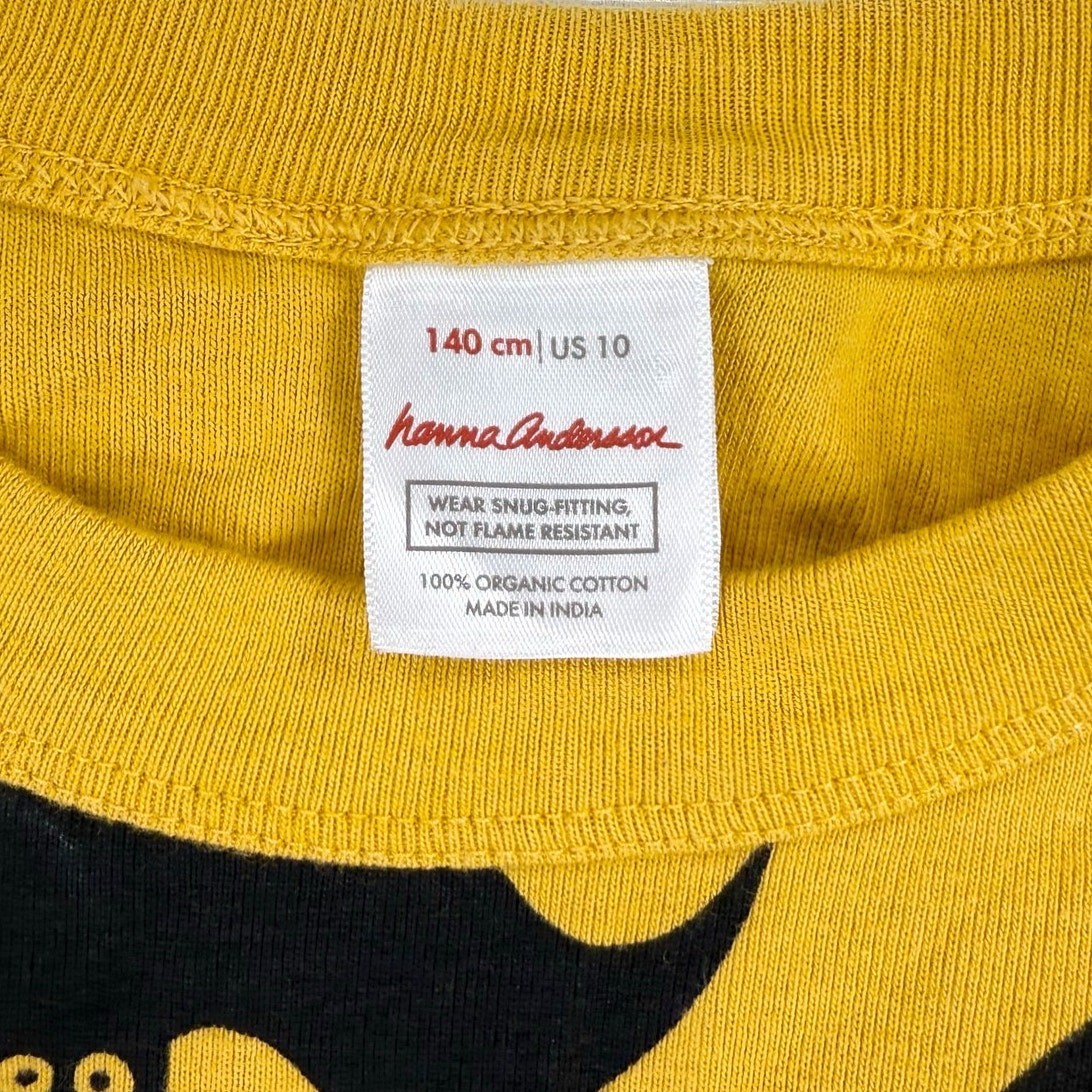 140 cm | US 10
hanna Andersson
WEAR SNUG-FITTING,
NOT FLAME RESISTANT
100% ORGANIC COTTON
MADE IN INDIA